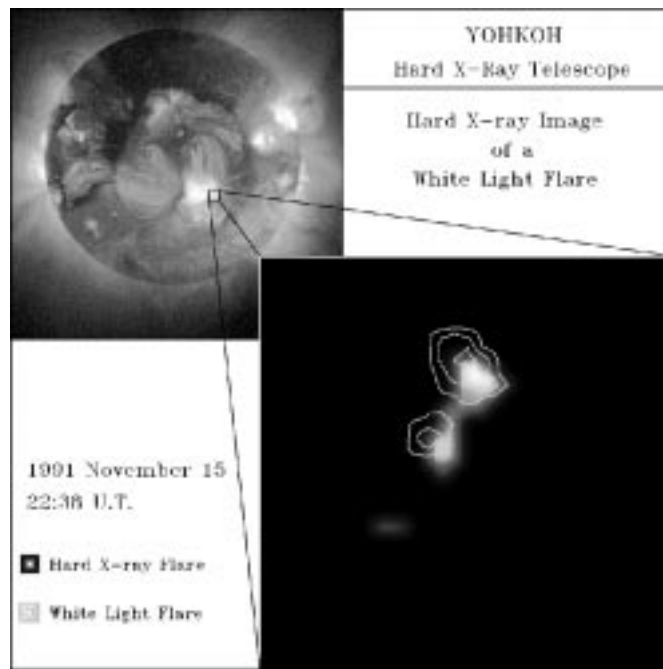 YOHKOH
Hard X-Ray Telescope
Hard X-ray Image
of a
White Light Flare
1991 November 15
22:38 U.T.
Hard X-ray Flare
White Light Flare